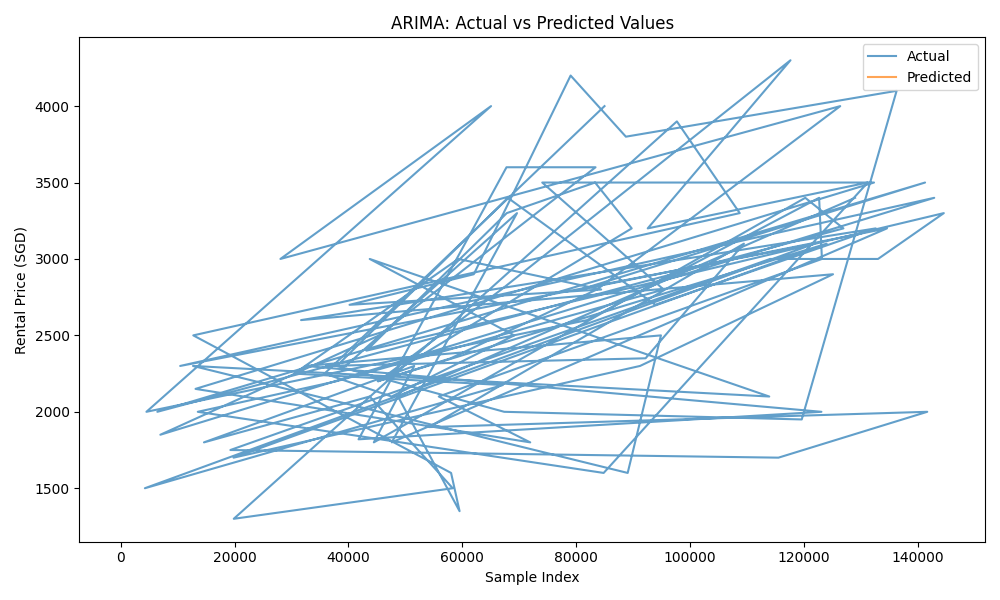 ARIMA: Actual vs Predicted Values
Actual
Predicted
Rental Price (SGD)
4000
3500
3000
2500
2000
1500
0 20000 40000 60000 80000 100000 120000 140000
Sample Index